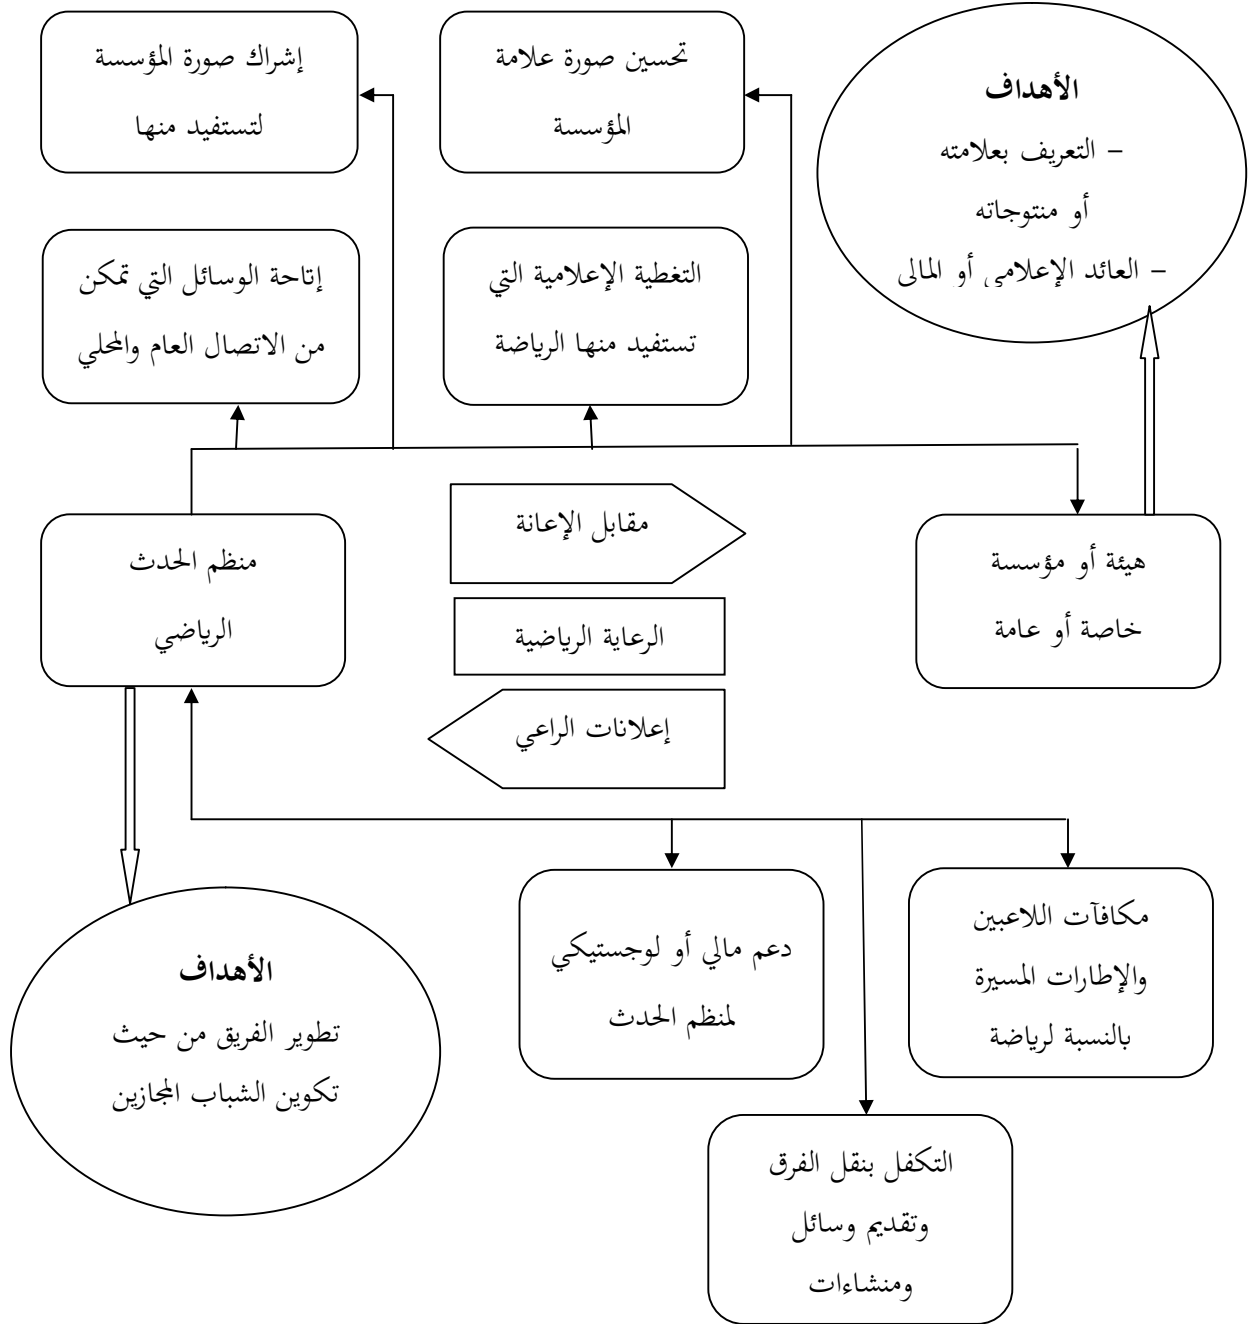 الأهداف
– التعريف بعلامته
أو منتوجاته
– العائد الإعلامي أو المالي
تحسين صورة علامة
المؤسسة
إشراك صورة المؤسسة
لتستفيد منها
التغطية الإعلامية التي
تستفيد منها الرياضة
إتاحة الوسائل التي تمكن
من الاتصال العام والمحلي
هيئة أو مؤسسة
خاصة أو عامة
مقابل الإعانة
الرعاية الرياضية
إعلانات الراعي
منظم الحدث
الرياضي
مكافآت اللاعبين
والإطارات المسيرة
بالنسبة لرياضة
دعم مالي أو لوجستيكي
لمنظم الحدث
الأهداف
تطوير الفريق من حيث
تكوين الشباب المجازين
التكفل بنقل الفرق
وتقديم وسائل
ومنشاءات